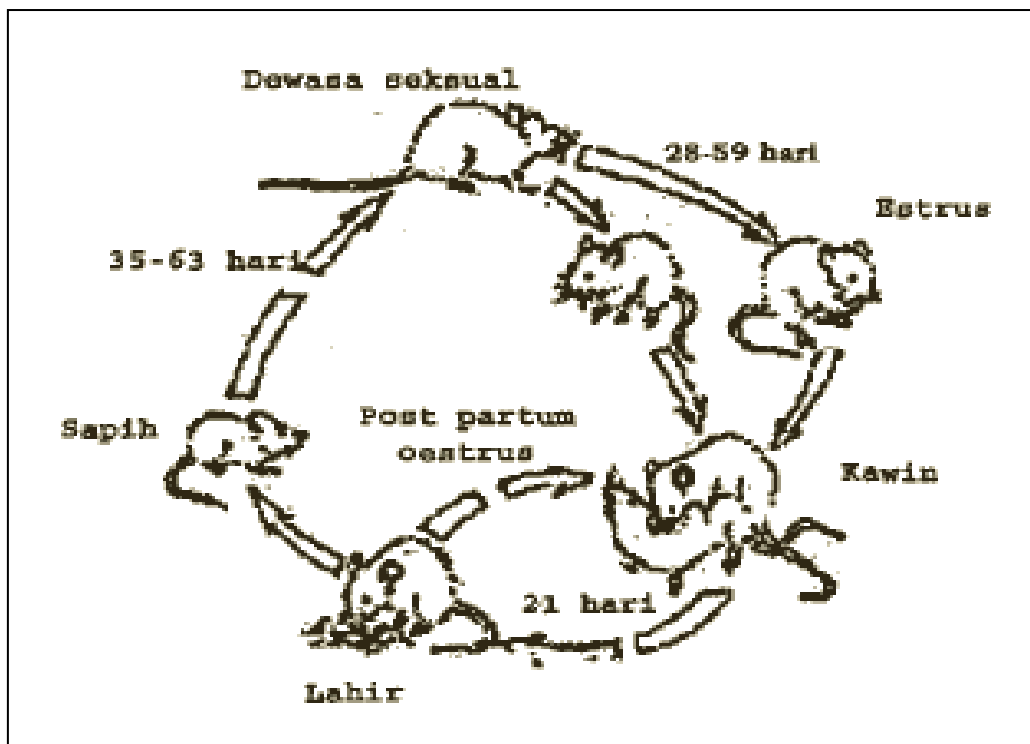 Dewasa seksual
28-59 hari
Estrus
35-63 hari
Sapih
Post partum
oestrus
Kawin
21 hari
Lahir